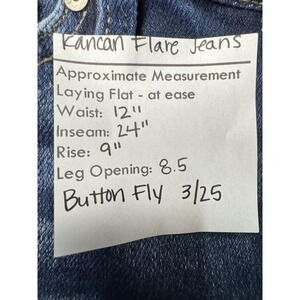 Kancan Flare Jeans
Approximate Measurement
Laying Flat - at ease
Waist: 12"
Inseam: 24"
Rise: 9"
Leg Opening: 8.5
Button Fly 3/25